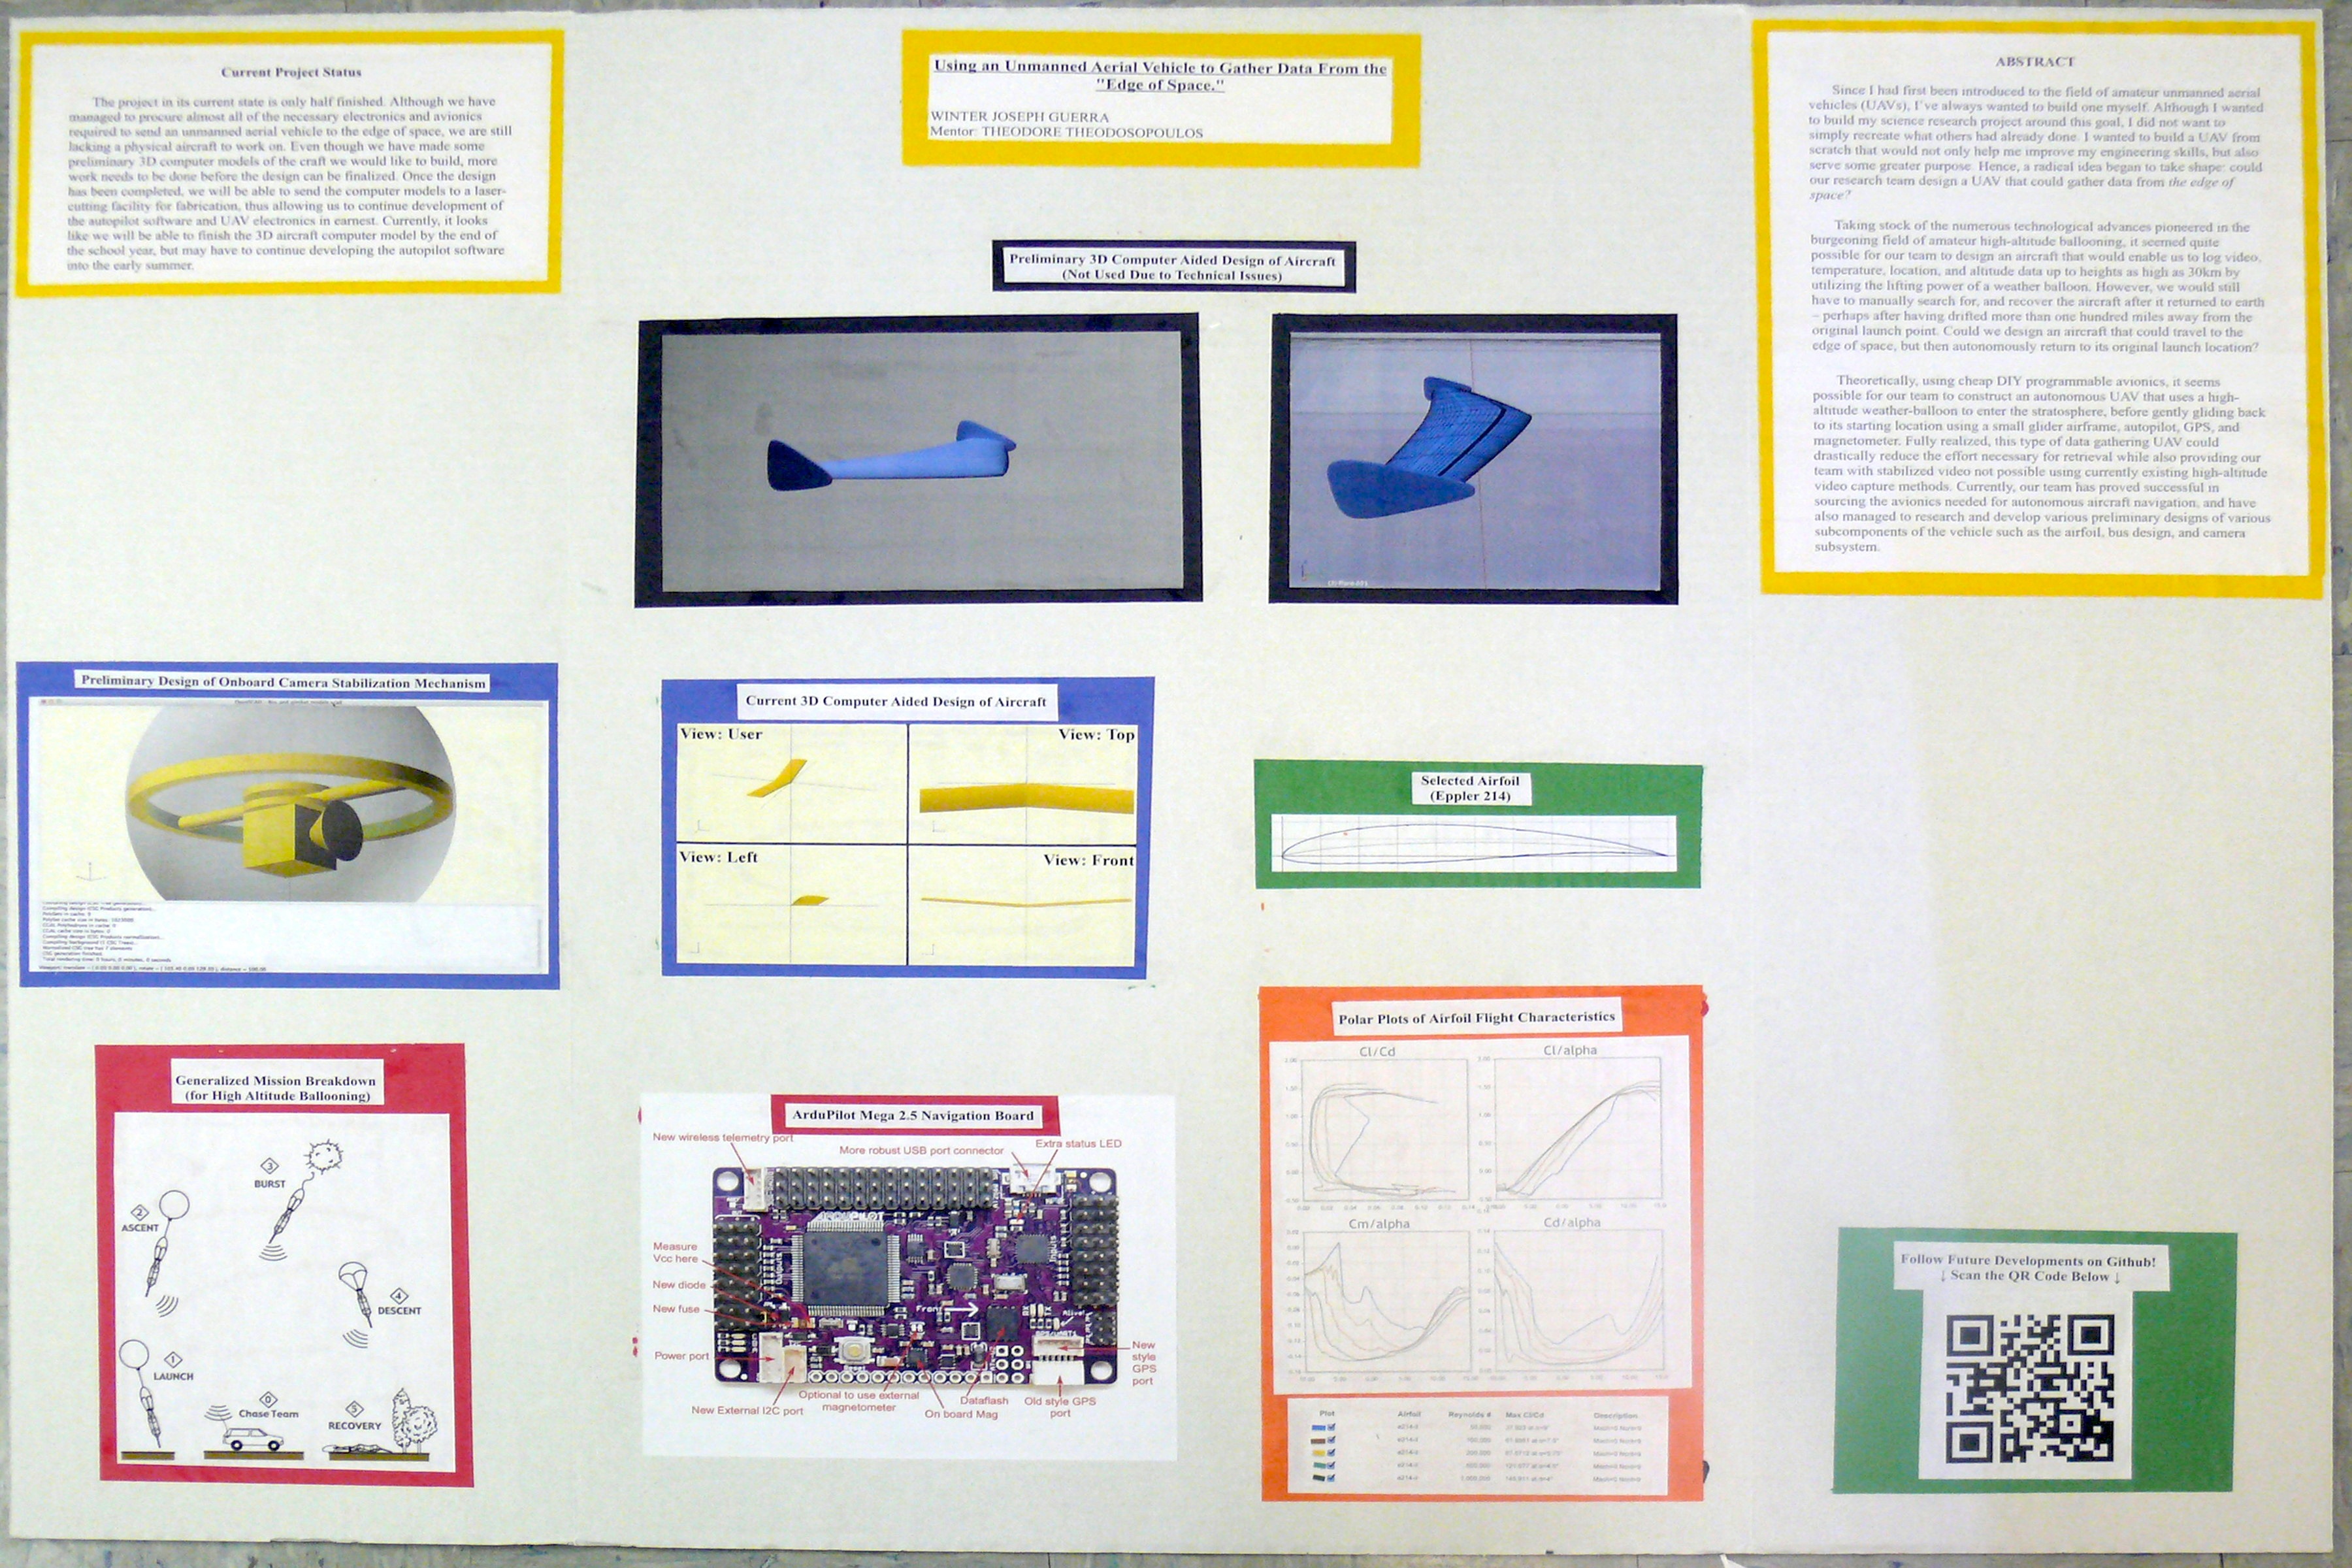 Current Project Status
The project in its current state is only half finished. Although we have
managed to procure almost all of the necessary electronics and avionics
required to send an unmanned aerial vehicle to the edge of space, we are still
lacking a physical aircraft to work on. Even though we have made some
preliminary 3D computer models of the craft we would like to build, more
work needs to be done before the design can be finalized. Once the design
has been completed, we will be able to send the computer models to a laser-
cutting facility for fabrication, thus allowing us to continue development of
the autopilot software and UAV electronics in earnest. Currently, it looks
like we will be able to finish the 3D aircraft computer model by the end of
the school year, but may have to continue developing the autopilot software
into the early summer.
Preliminary Design of Onboard Camera Stabilization Mechanism
Compiling design (CSG Products generation)...
Compiling design (CSG Products normalization)...
CSG generation finished.
Total rendering time: 0 hours, 0 minutes, 0 seconds
Generalized Mission Breakdown
(for High Altitude Ballooning)
3
BURST
2
ASCENT
4
DESCENT
1
LAUNCH
0
Chase Team
5
RECOVERY
Using an Unmanned Aerial Vehicle to Gather Data From the
"Edge of Space."
WINTER JOSEPH GUERRA
Mentor: THEODORE THEODOSOPOULOS
Preliminary 3D Computer Aided Design of Aircraft
(Not Used Due to Technical Issues)
Current 3D Computer Aided Design of Aircraft
View: User
View: Top
View: Left
View: Front
ArduPilot Mega 2.5 Navigation Board
New wireless telemetry port
More robust USB port connector
Extra status LED
ARDUPILOT
Measure
Vcc here
New diode
New fuse
Power port
New External I2C port
Optional to use external
magnetometer
On board Mag
Dataflash
Old style GPS
port
New
style
GPS
port
Front
Inputs
Outputs
Reset
Selected Airfoil
(Eppler 214)
Polar Plots of Airfoil Flight Characteristics
Cl/Cd
Cl/alpha
Cm/alpha
Cd/alpha
Plot Airfoil Reynolds # Max Cl/Cd Description
ABSTRACT
Since I had first been introduced to the field of amateur unmanned aerial
vehicles (UAVs), I've always wanted to build one myself. Although I wanted
to build my science research project around this goal, I did not want to
simply recreate what others had already done. I wanted to build a UAV from
scratch that would not only help me improve my engineering skills, but also
serve some greater purpose. Hence, a radical idea began to take shape: could
our research team design a UAV that could gather data from the edge of
space?
Taking stock of the numerous technological advances pioneered in the
burgeoning field of amateur high-altitude ballooning, it seemed quite
possible for our team to design an aircraft that would enable us to log video,
temperature, location, and altitude data up to heights as high as 30km by
utilizing the lifting power of a weather balloon. However, we would still
have to manually search for, and recover the aircraft after it returned to earth
– perhaps after having drifted more than one hundred miles away from the
original launch point. Could we design an aircraft that could travel to the
edge of space, but then autonomously return to its original launch location?
Theoretically, using cheap DIY programmable avionics, it seems
possible for our team to construct an autonomous UAV that uses a high-
altitude weather-balloon to enter the stratosphere, before gently gliding back
to its starting location using a small glider airframe, autopilot, GPS, and
magnetometer. Fully realized, this type of data gathering UAV could
drastically reduce the effort necessary for retrieval while also providing our
team with stabilized video not possible using currently existing high-altitude
video capture methods. Currently, our team has proved successful in
sourcing the avionics needed for autonomous aircraft navigation, and have
also managed to research and develop various preliminary designs of various
subcomponents of the vehicle such as the airfoil, bus design, and camera
subsystem.
Follow Future Developments on Github!
↓ Scan the QR Code Below ↓